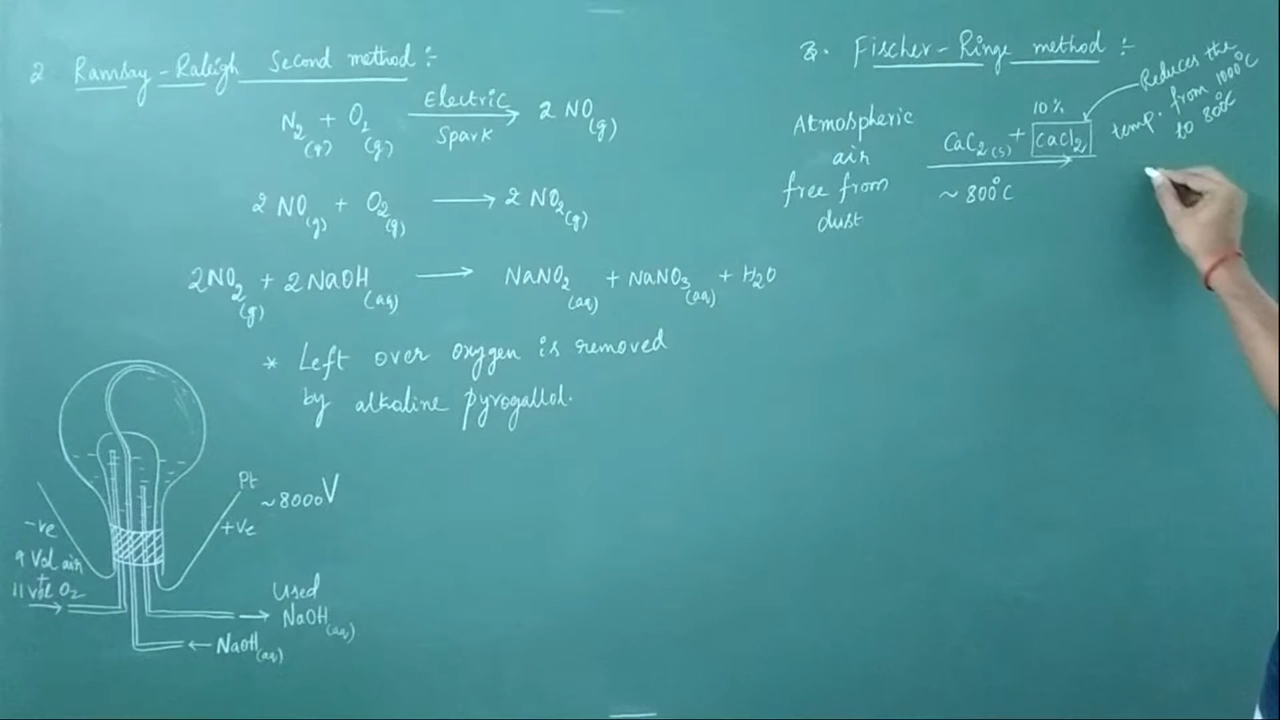 2 Ramsay-Raleigh Second method :-
N2(g) + O2(g) Electric Spark → 2 NO(g)
2 NO(g) + O2(g) → 2 NO2(g)
2NO2(g) + 2NaOH(aq) → NaNO2(aq) + NaNO3(aq) + H2O
* Left over oxygen is removed
by alkaline pyrogallol.
Pt
~8000V
-ve
+ve
9 Vol air
+
11 vol O2
Used
NaOH(aq)
← NaOH(aq)
3. Fischer-Ringe method :-
Atmospheric
air
free from
dust
10%
CaC2(s) + CaCl2
~ 800°C
Reduces the
temp. from 1000°C
to 800°C